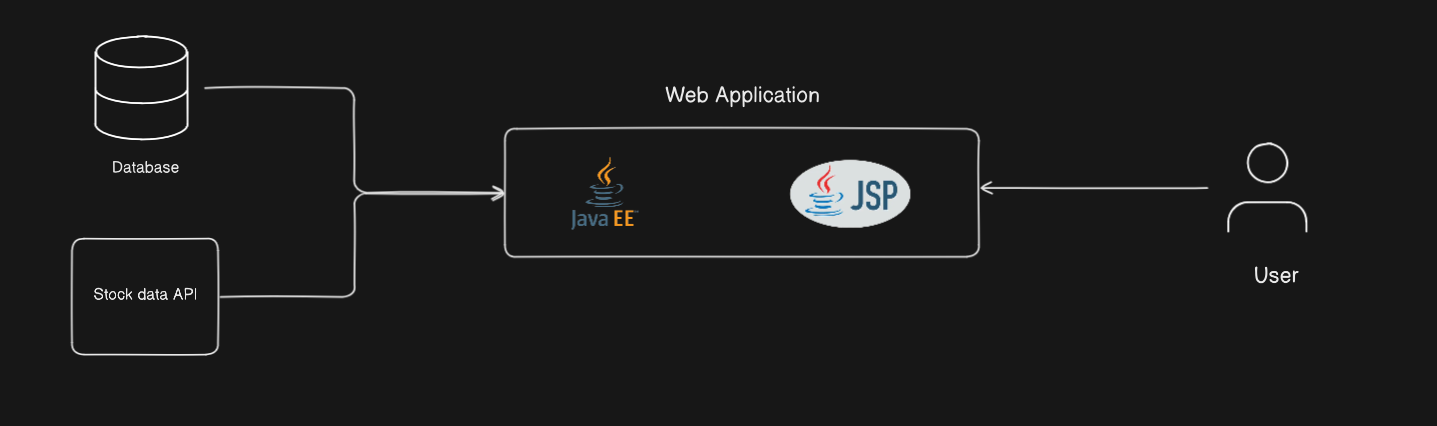 Web Application
Database
Java EE
JSP
Stock data API
User